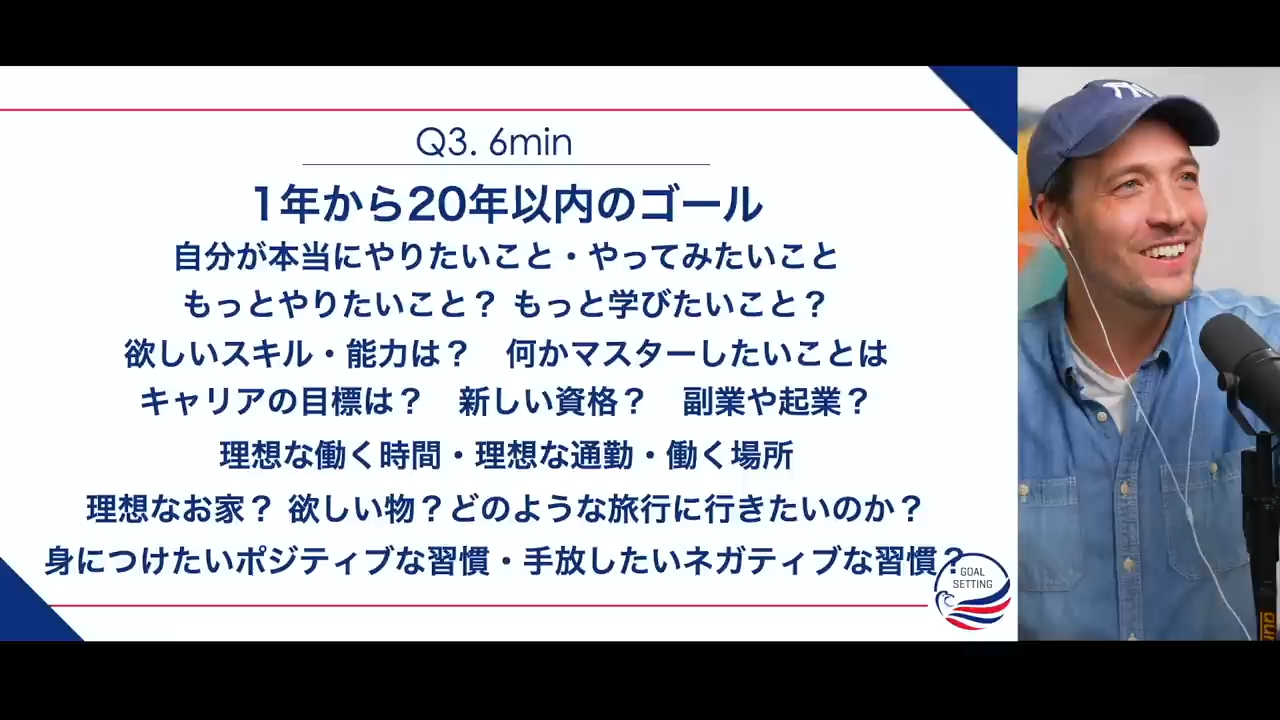 Q3. 6min
1年から20年以内のゴール
自分が本当にやりたいこと・やってみたいこと
もっとやりたいこと？ もっと学びたいこと？
欲しいスキル・能力は？　何かマスターしたいことは
キャリアの目標は？　新しい資格？　副業や起業？
理想な働く時間・理想な通勤・働く場所
理想なお家？ 欲しい物？どのような旅行に行きたいのか？
身につけたいポジティブな習慣・手放したいネガティブな習慣？
GOAL
SETTING
NY